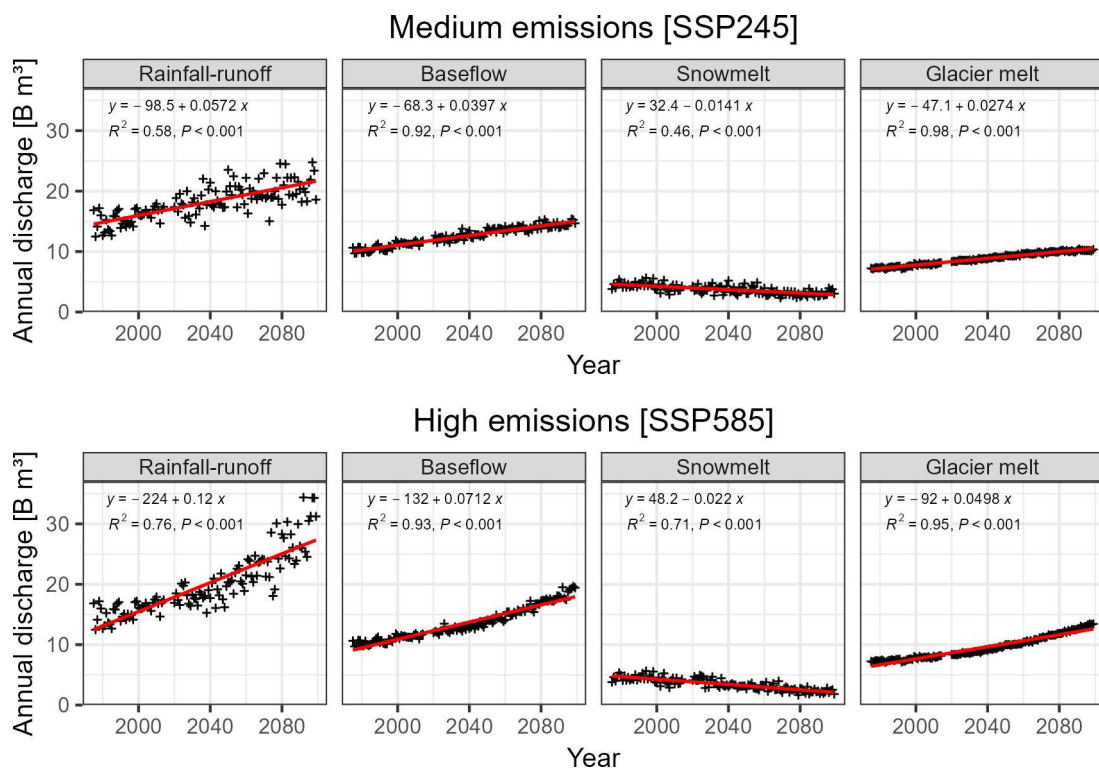 Medium emissions [SSP245]
Rainfall-runoff Baseflow Snowmelt Glacier melt
Annual discharge [B m³]
y = − 98.5 + 0.0572 x y = − 68.3 + 0.0397 x y = 32.4 − 0.0141 x y = − 47.1 + 0.0274 x
R² = 0.58, P < 0.001 R² = 0.92, P < 0.001 R² = 0.46, P < 0.001 R² = 0.98, P < 0.001
30
20
10
0
2000 2040 2080 2000 2040 2080 2000 2040 2080 2000 2040 2080
Year
High emissions [SSP585]
Rainfall-runoff Baseflow Snowmelt Glacier melt
Annual discharge [B m³]
y = − 224 + 0.12 x y = − 132 + 0.0712 x y = 48.2 − 0.022 x y = − 92 + 0.0498 x
R² = 0.76, P < 0.001 R² = 0.93, P < 0.001 R² = 0.71, P < 0.001 R² = 0.95, P < 0.001
30
20
10
0
2000 2040 2080 2000 2040 2080 2000 2040 2080 2000 2040 2080
Year